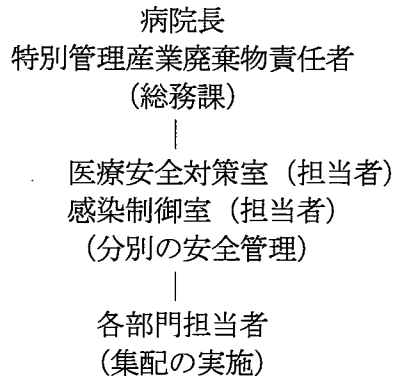 病院長
特別管理産業廃棄物責任者
（総務課）
医療安全対策室（担当者）
感染制御室（担当者）
（分別の安全管理）
各部門担当者
（集配の実施）